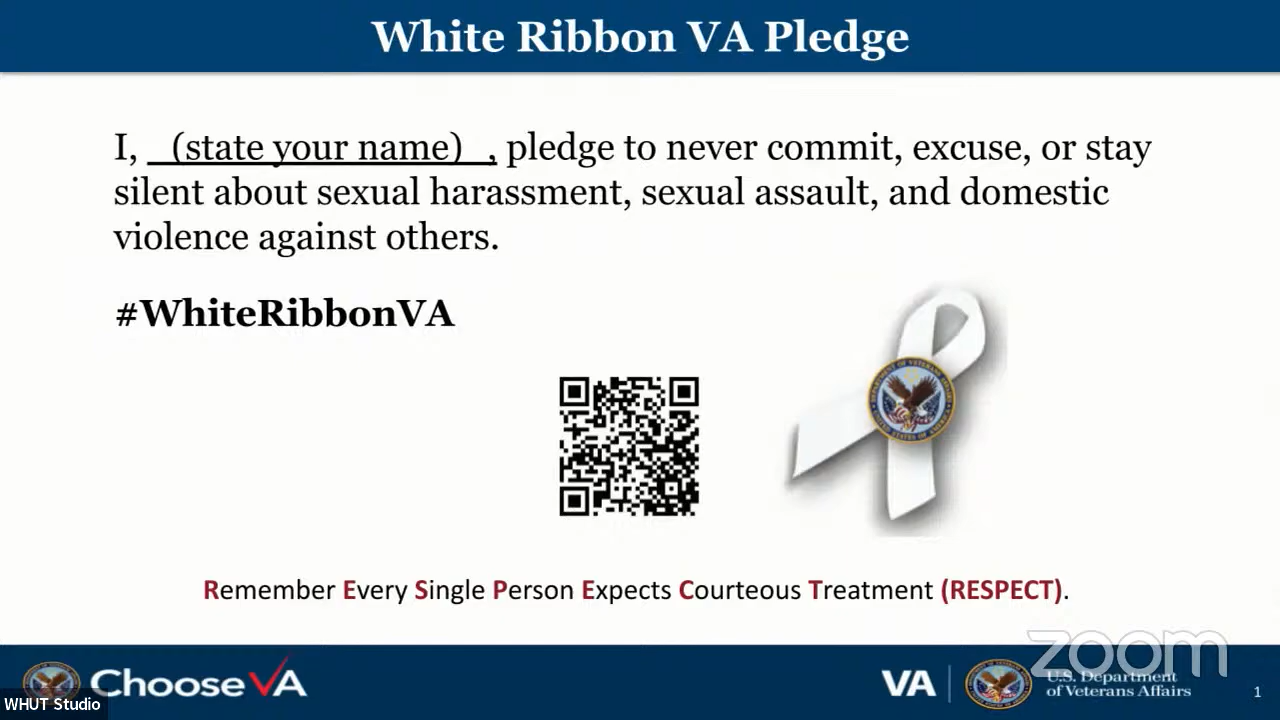 White Ribbon VA Pledge
I, (state your name) , pledge to never commit, excuse, or stay
silent about sexual harassment, sexual assault, and domestic
violence against others.
#WhiteRibbonVA
Remember Every Single Person Expects Courteous Treatment (RESPECT).
zoom
ChooseVA
VA
U.S. Department
of Veterans Affairs
1
WHUT Studio